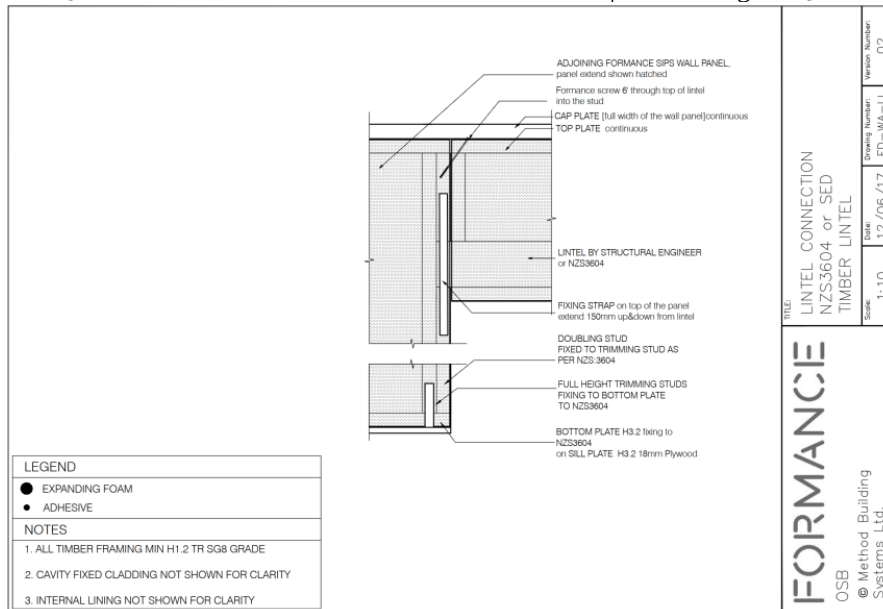 ADJOINING FORMANCE SIPS WALL PANEL,
panel extend shown hatched
Formance screw 6' through top of lintel
into the stud
CAP PLATE [full width of the wall panel]continuous
TOP PLATE continuous
LINTEL BY STRUCTURAL ENGINEER
or NZS3604
FIXING STRAP on top of the panel
extend 150mm up&down from lintel
DOUBLING STUD
FIXED TO TRIMMING STUD AS
PER NZS:3604
FULL HEIGHT TRIMMING STUDS
FIXING TO BOTTOM PLATE
TO NZS3604
BOTTOM PLATE H3.2 fixing to
NZS3604
on SILL PLATE H3.2 18mm Plywood
LEGEND
EXPANDING FOAM
ADHESIVE
NOTES
1. ALL TIMBER FRAMING MIN H1.2 TR SG8 GRADE
2. CAVITY FIXED CLADDING NOT SHOWN FOR CLARITY
3. INTERNAL LINING NOT SHOWN FOR CLARITY
TITLE:
LINTEL CONNECTION
NZS3604 or SED
TIMBER LINTEL
Scale:
1:10
Date:
12/06/17
Drawing Number:
Version Number:
02
FORMANCE
OSB
© Method Building
Systems Ltd.